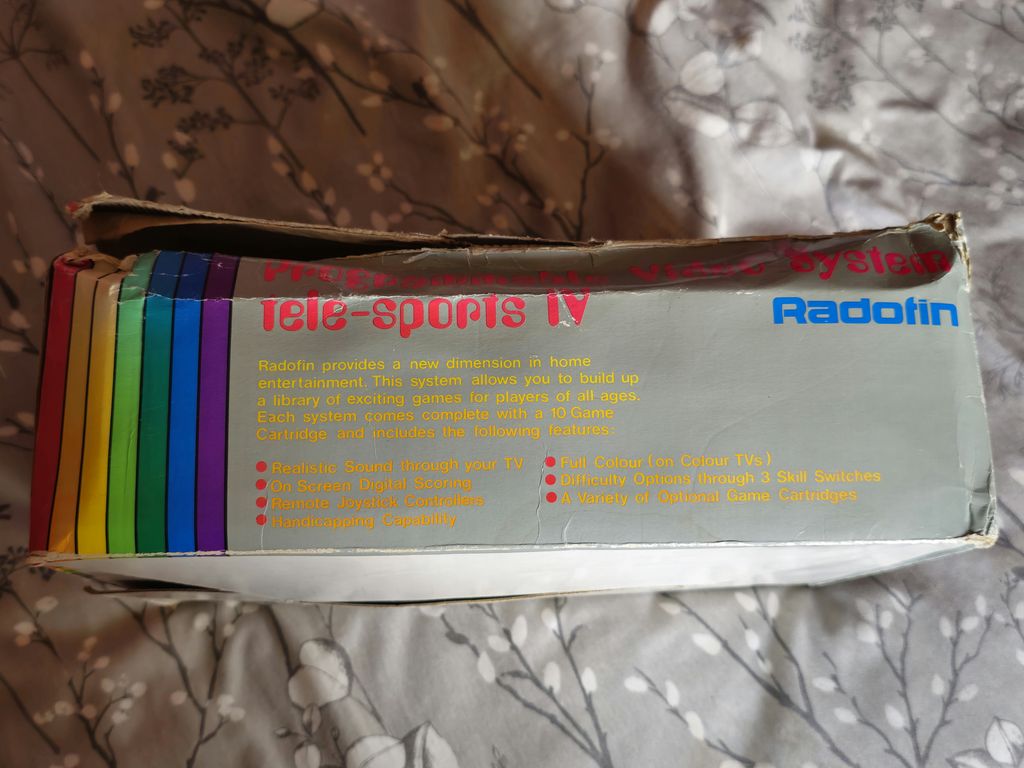 Programmable Video System
Tele-sports IV
Radofin
Radofin provides a new dimension in home
entertainment. This system allows you to build up
a library of exciting games for players of all ages.
Each system comes complete with a 10 Game
Cartridge and includes the following features:
● Realistic Sound through your TV
● On Screen Digital Scoring
● Remote Joystick Controllers
● Handicapping Capability
● Full Colour (on Colour TVs)
● Difficulty Options through 3 Skill Switches
● A Variety of Optional Game Cartridges